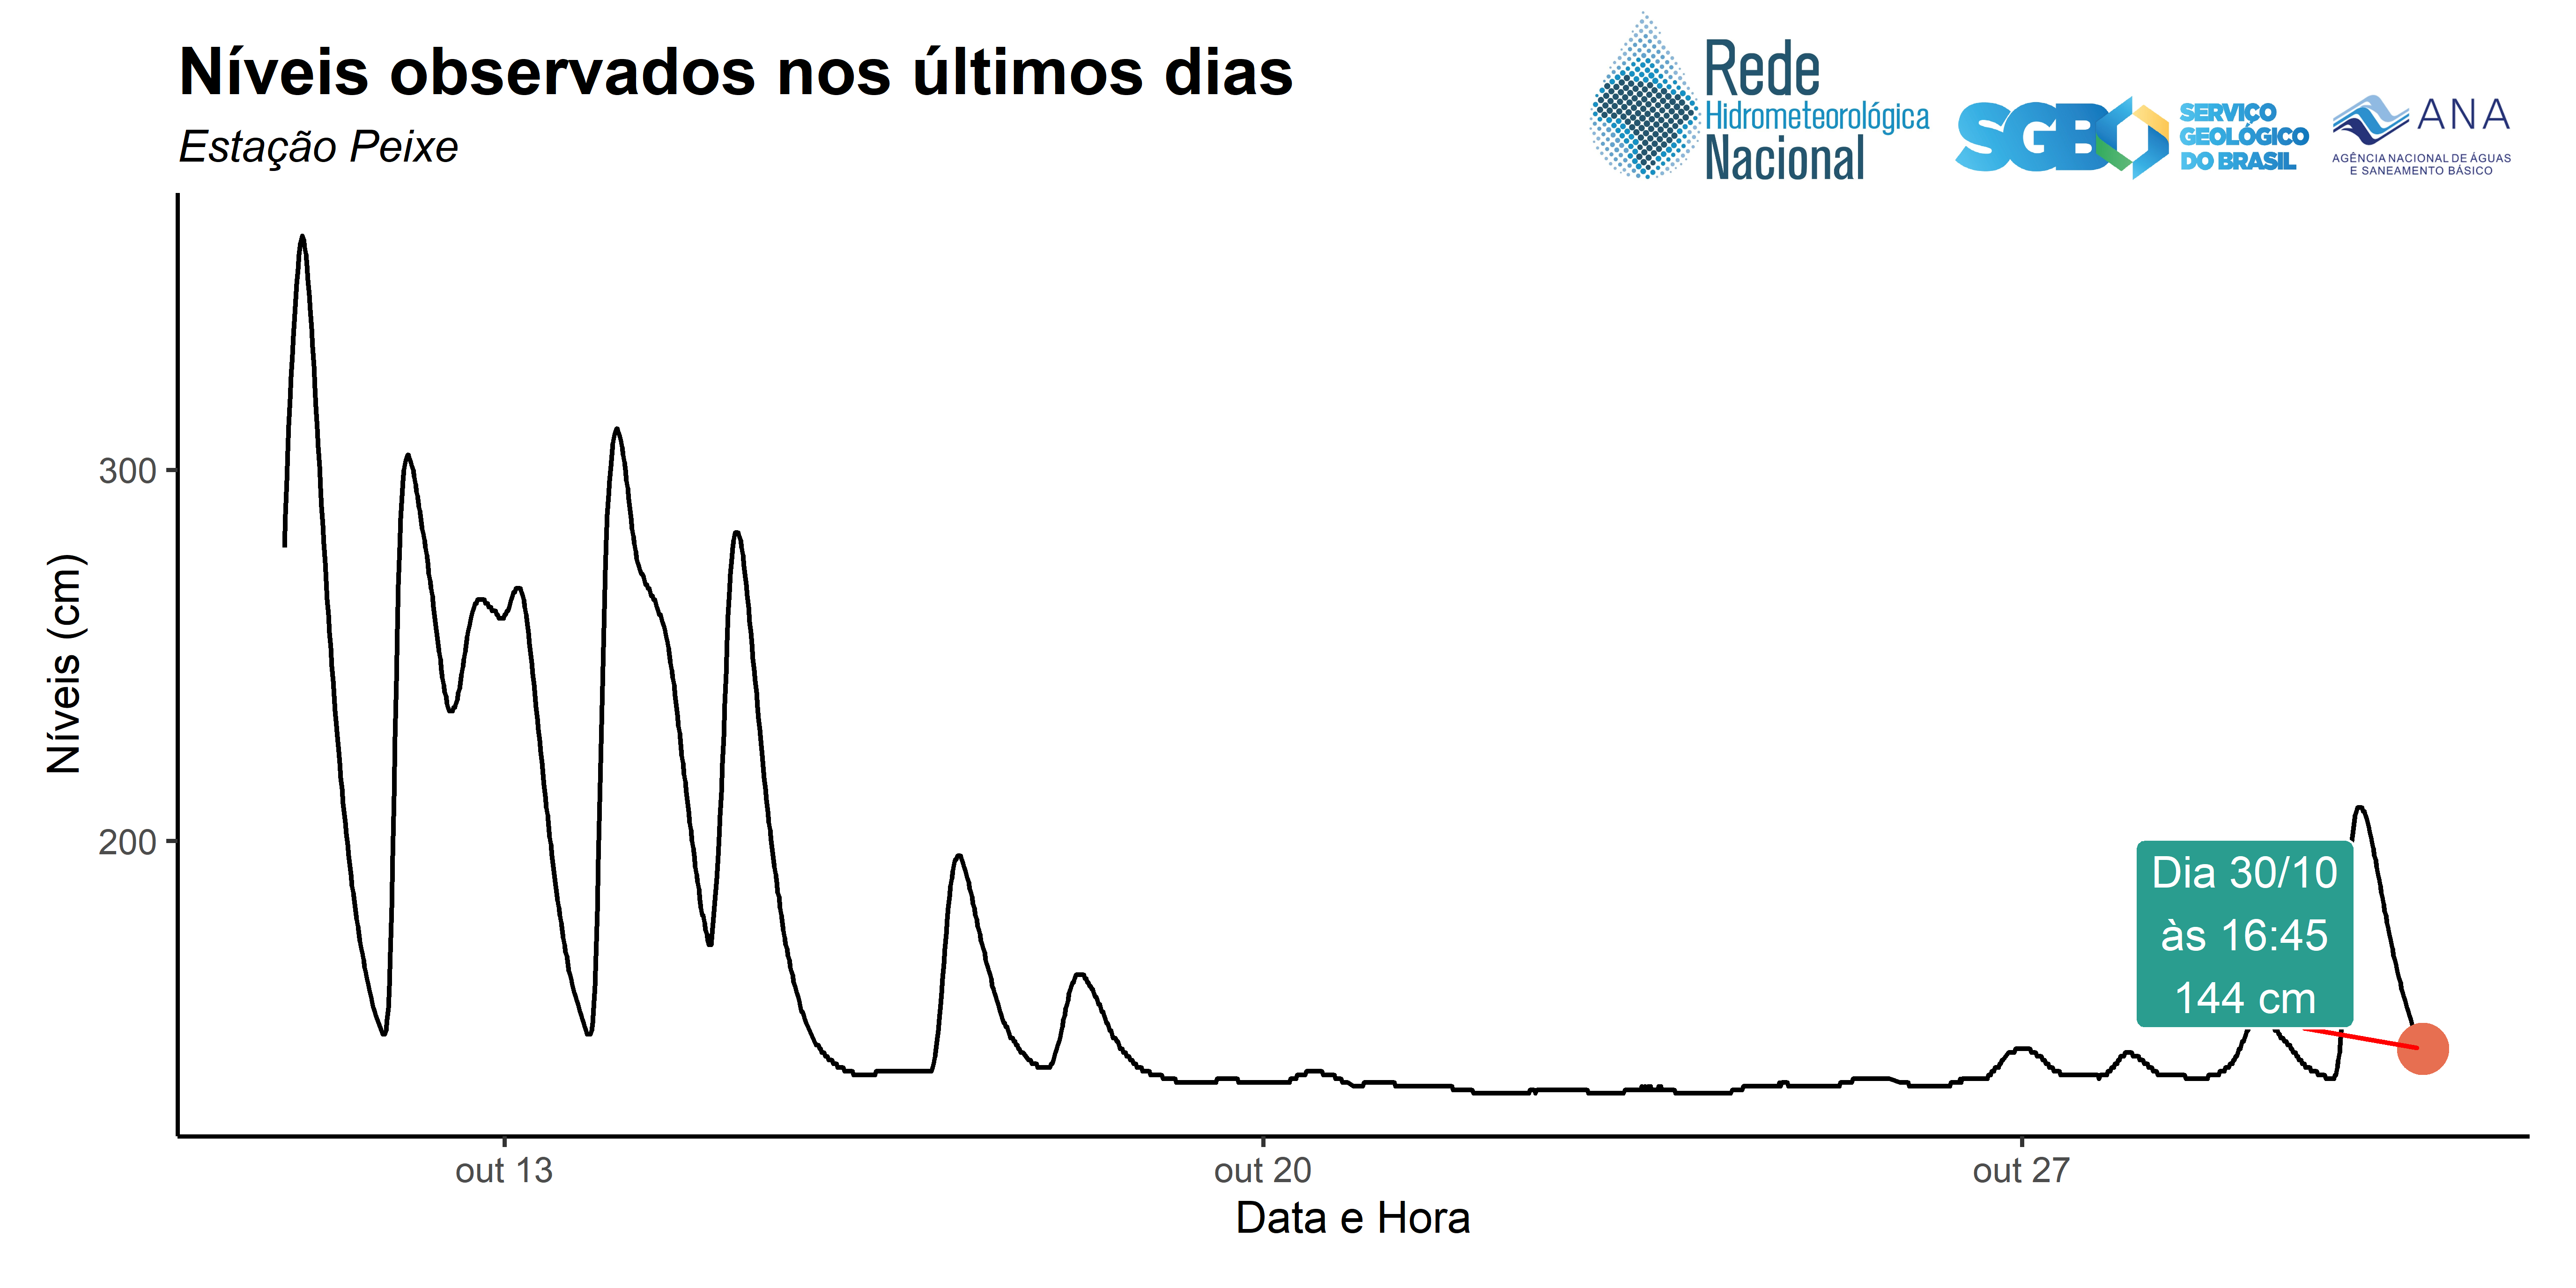 Níveis observados nos últimos dias
Estação Peixe
Rede
Hidrometeorológica
Nacional
SGB
SERVIÇO
GEOLÓGICO
DO BRASIL
ANA
AGÊNCIA NACIONAL DE ÁGUAS
E SANEAMENTO BÁSICO
Níveis (cm)
300
200
Dia 30/10
às 16:45
144 cm
out 13
out 20
out 27
Data e Hora